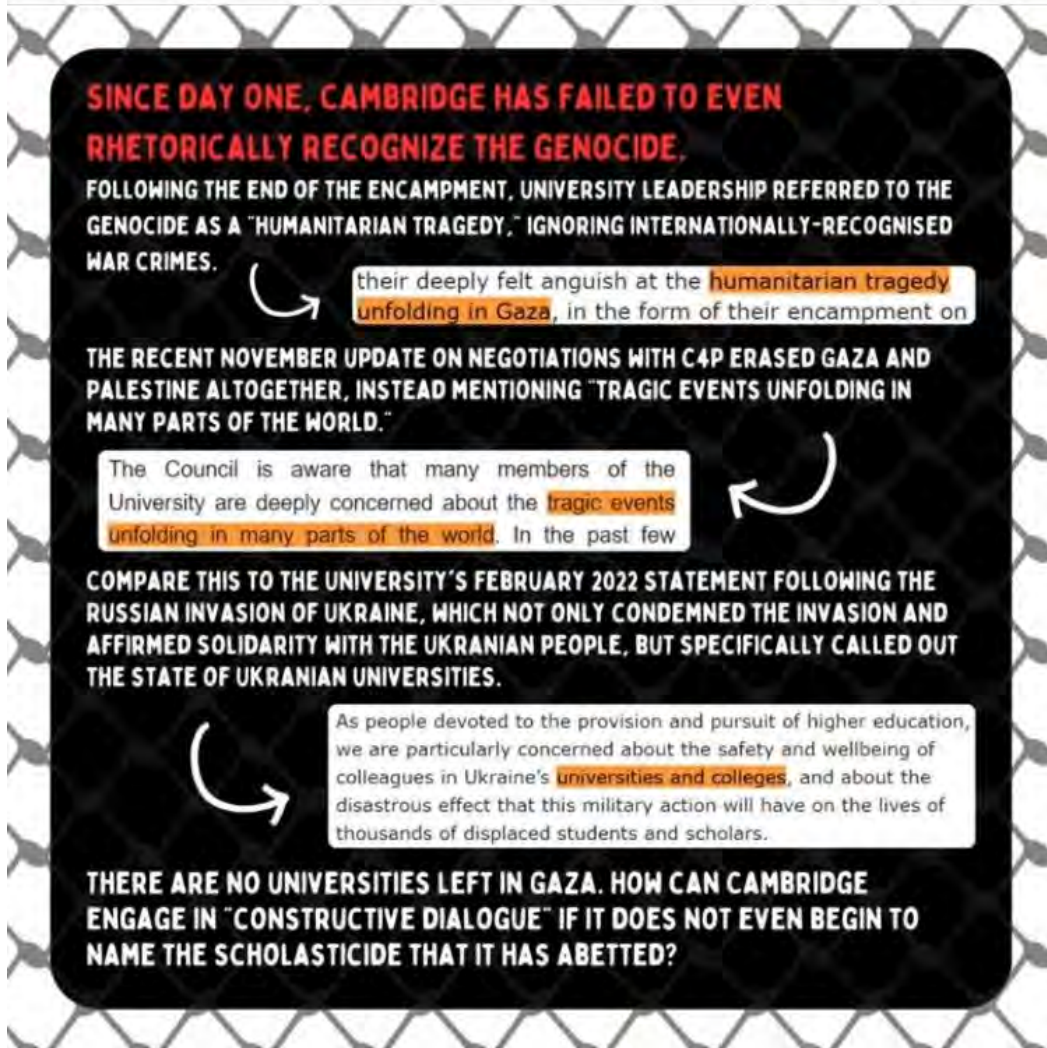 SINCE DAY ONE, CAMBRIDGE HAS FAILED TO EVEN
RHETORICALLY RECOGNIZE THE GENOCIDE.
FOLLOWING THE END OF THE ENCAMPMENT, UNIVERSITY LEADERSHIP REFERRED TO THE
GENOCIDE AS A "HUMANITARIAN TRAGEDY," IGNORING INTERNATIONALLY-RECOGNISED
WAR CRIMES.
their deeply felt anguish at the humanitarian tragedy
unfolding in Gaza, in the form of their encampment on
THE RECENT NOVEMBER UPDATE ON NEGOTIATIONS WITH C4P ERASED GAZA AND
PALESTINE ALTOGETHER, INSTEAD MENTIONING "TRAGIC EVENTS UNFOLDING IN
MANY PARTS OF THE WORLD."
The Council is aware that many members of the
University are deeply concerned about the tragic events
unfolding in many parts of the world. In the past few
COMPARE THIS TO THE UNIVERSITY'S FEBRUARY 2022 STATEMENT FOLLOWING THE
RUSSIAN INVASION OF UKRAINE, WHICH NOT ONLY CONDEMNED THE INVASION AND
AFFIRMED SOLIDARITY WITH THE UKRANIAN PEOPLE, BUT SPECIFICALLY CALLED OUT
THE STATE OF UKRANIAN UNIVERSITIES.
As people devoted to the provision and pursuit of higher education,
we are particularly concerned about the safety and wellbeing of
colleagues in Ukraine's universities and colleges, and about the
disastrous effect that this military action will have on the lives of
thousands of displaced students and scholars.
THERE ARE NO UNIVERSITIES LEFT IN GAZA. HOW CAN CAMBRIDGE
ENGAGE IN "CONSTRUCTIVE DIALOGUE" IF IT DOES NOT EVEN BEGIN TO
NAME THE SCHOLASTICIDE THAT IT HAS ABETTED?